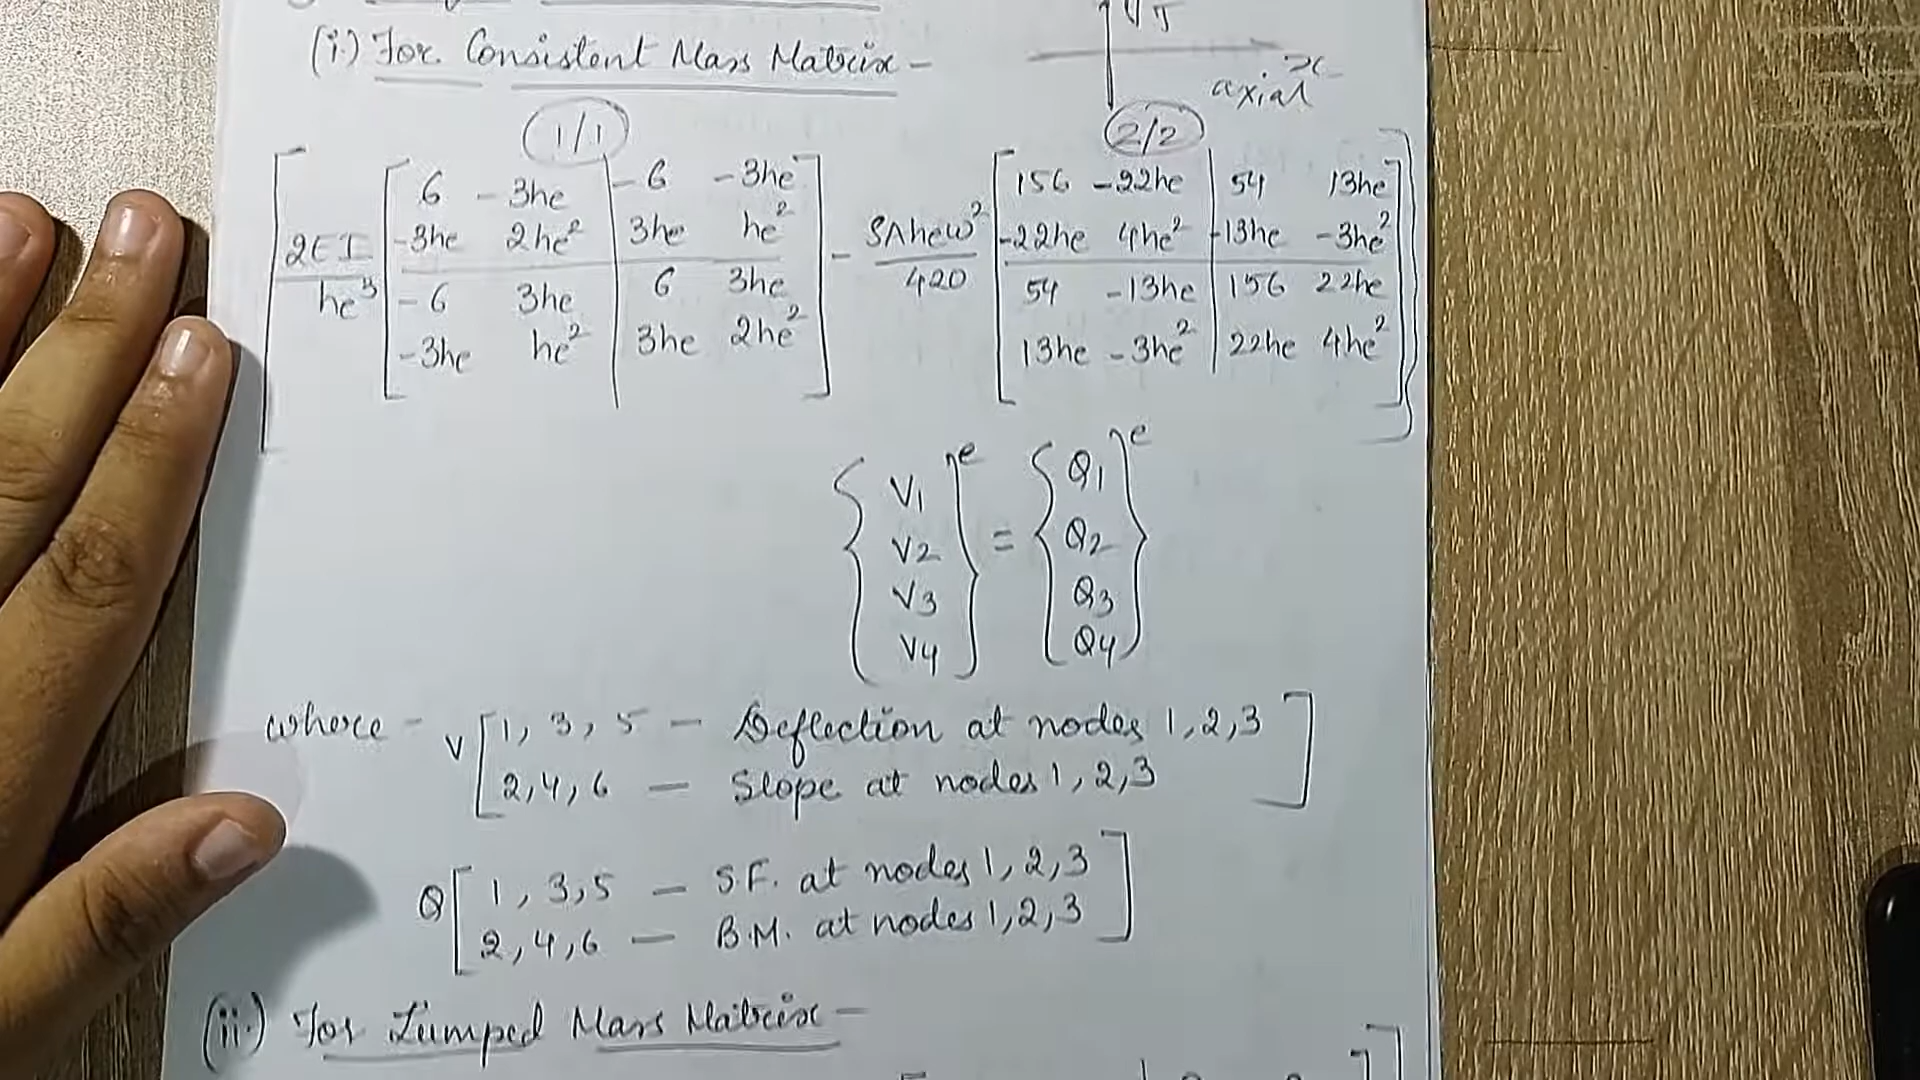 (i.) For Consistent Mass Matrix -
x
axial
1/1 2/2
6 -3he -6 -3he 156 -22he 54 13he
2EI/he³ -3he 2he² 3he he² - SAheω²/420 -22he 4he² -13he -3he²
-6 3he 6 3he 54 -13he 156 22he
-3he he² 3he 2he² 13he -3he² 22he 4he²
{V1 V2 V3 V4}e = {Q1 Q2 Q3 Q4}e
where - V[1, 3, 5 — Deflection at nodes 1, 2, 3
2, 4, 6 — Slope at nodes 1, 2, 3]
Q[1, 3, 5 — S.F. at nodes 1, 2, 3
2, 4, 6 — B.M. at nodes 1, 2, 3]
(ii.) For Lumped Mass Matrix -